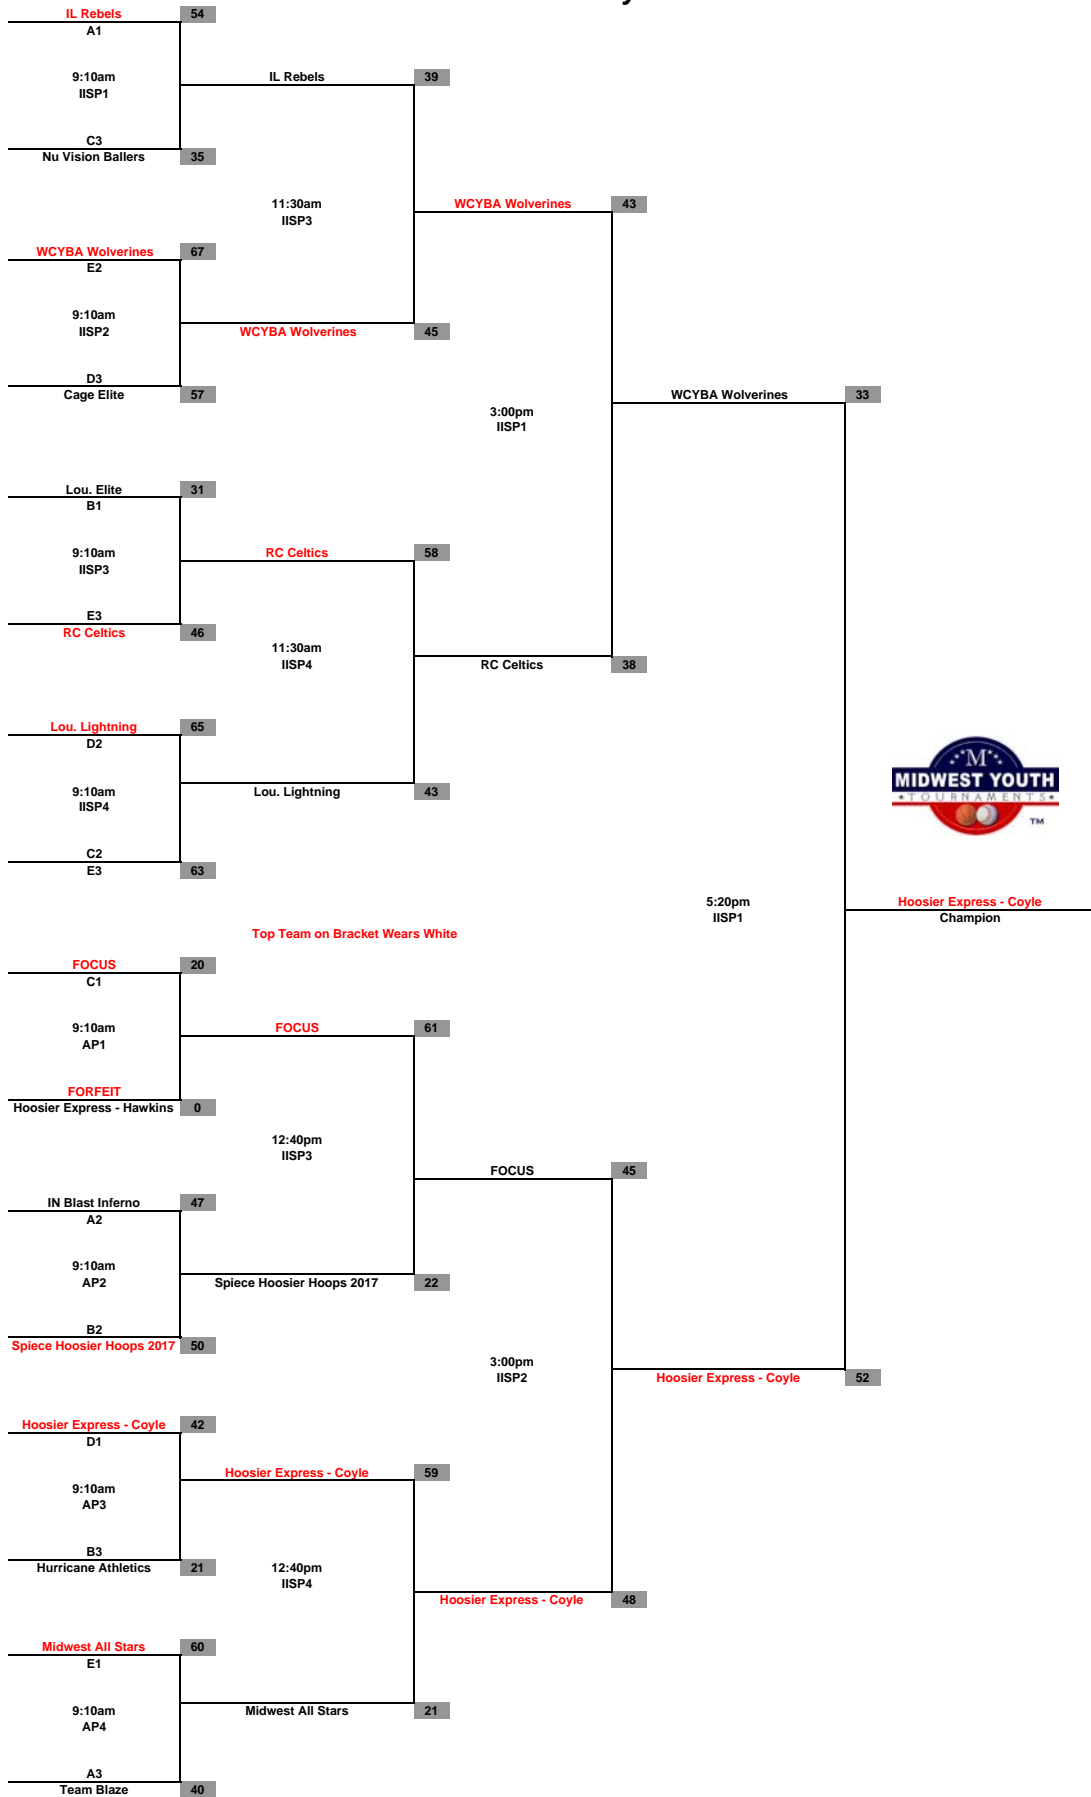 IL Rebels 54
A1
9:10am
IISP1
IL Rebels 39
C3
Nu Vision Ballers 35
11:30am
IISP3
WCYBA Wolverines 43
WCYBA Wolverines 67
E2
9:10am
IISP2
WCYBA Wolverines 45
D3
Cage Elite 57
3:00pm
IISP1
WCYBA Wolverines 33
Lou. Elite 31
B1
9:10am
IISP3
RC Celtics 58
E3
RC Celtics 46
11:30am
IISP4
RC Celtics 38
Lou. Lightning 65
D2
9:10am
IISP4
Lou. Lightning 43
C2
E3 63
M
MIDWEST YOUTH
TOURNAMENTS
TM
5:20pm
IISP1
Hoosier Express - Coyle
Champion
Top Team on Bracket Wears White
FOCUS 20
C1
9:10am
AP1
FOCUS 61
FORFEIT
Hoosier Express - Hawkins 0
12:40pm
IISP3
FOCUS 45
IN Blast Inferno 47
A2
9:10am
AP2
Spiece Hoosier Hoops 2017 22
B2
Spiece Hoosier Hoops 2017 50
3:00pm
IISP2
Hoosier Express - Coyle 52
Hoosier Express - Coyle 42
D1
9:10am
AP3
Hoosier Express - Coyle 59
B3
Hurricane Athletics 21
12:40pm
IISP4
Hoosier Express - Coyle 48
Midwest All Stars 60
E1
9:10am
AP4
Midwest All Stars 21
A3
Team Blaze 40